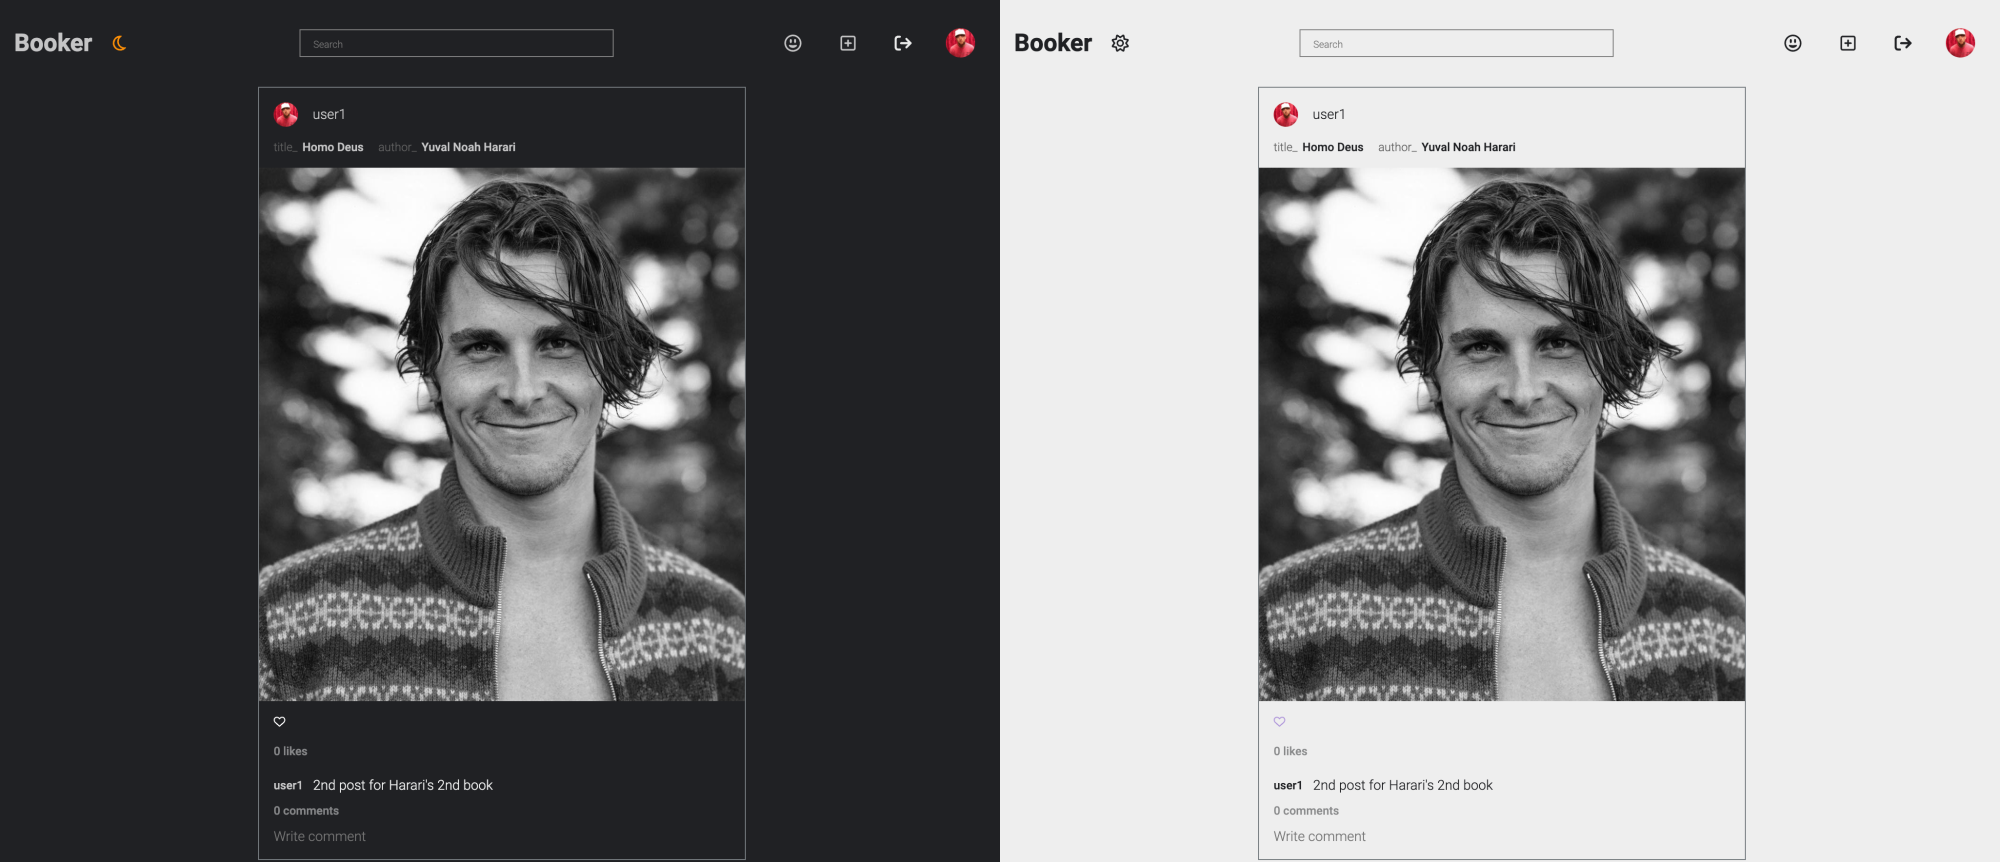 Booker
Search
user1
title_ Homo Deus author_ Yuval Noah Harari
0 likes
user1 2nd post for Harari's 2nd book
0 comments
Write comment
Booker
Search
user1
title_ Homo Deus author_ Yuval Noah Harari
0 likes
user1 2nd post for Harari's 2nd book
0 comments
Write comment